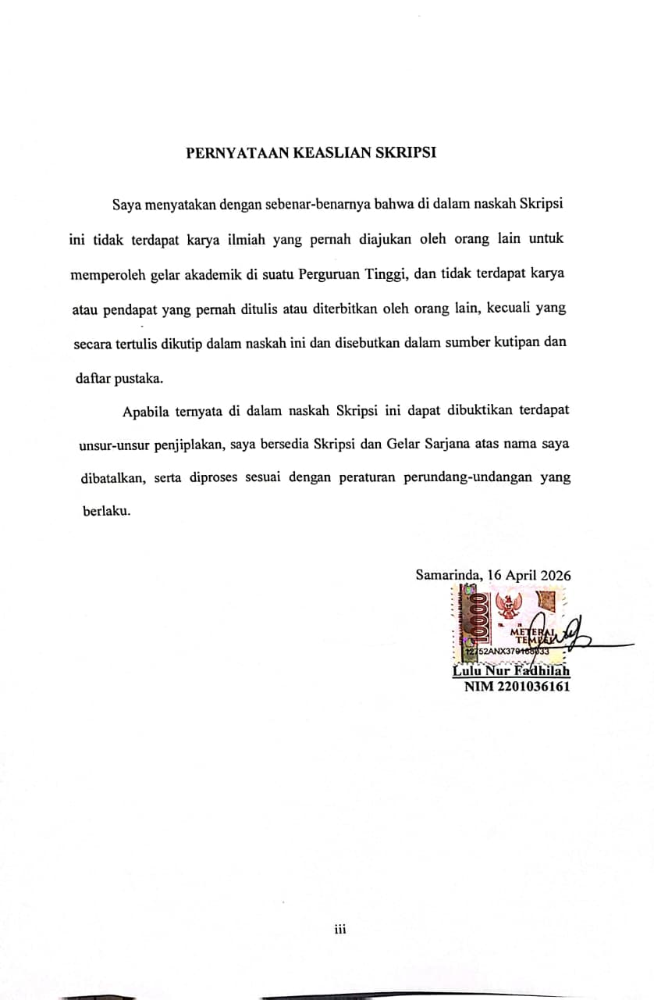 PERNYATAAN KEASLIAN SKRIPSI
Saya menyatakan dengan sebenar-benarnya bahwa di dalam naskah Skripsi
ini tidak terdapat karya ilmiah yang pernah diajukan oleh orang lain untuk
memperoleh gelar akademik di suatu Perguruan Tinggi, dan tidak terdapat karya
atau pendapat yang pernah ditulis atau diterbitkan oleh orang lain, kecuali yang
secara tertulis dikutip dalam naskah ini dan disebutkan dalam sumber kutipan dan
daftar pustaka.
Apabila ternyata di dalam naskah Skripsi ini dapat dibuktikan terdapat
unsur-unsur penjiplakan, saya bersedia Skripsi dan Gelar Sarjana atas nama saya
dibatalkan, serta diproses sesuai dengan peraturan perundang-undangan yang
berlaku.
Samarinda, 16 April 2026
10000
METERAI
TEMPEL
Lulu Nur Fadhilah
NIM 2201036161
iii